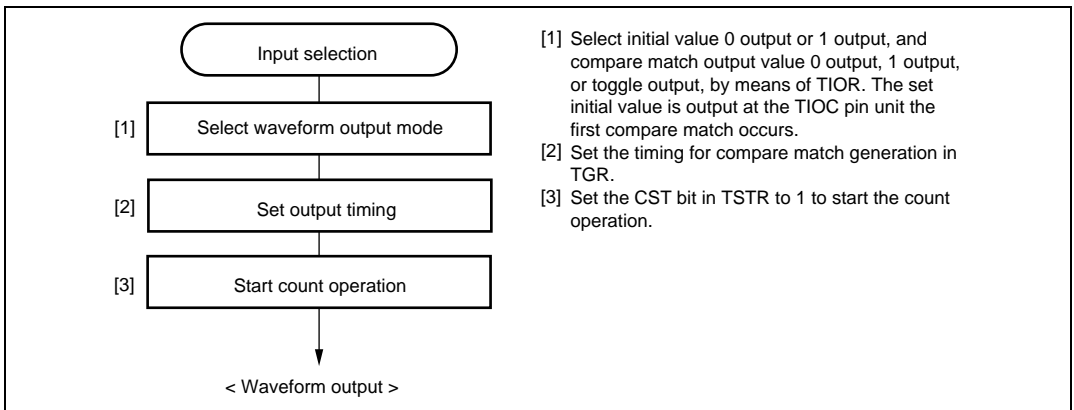 Input selection
[1] Select waveform output mode
[2] Set output timing
[3] Start count operation
< Waveform output >
[1] Select initial value 0 output or 1 output, and
compare match output value 0 output, 1 output,
or toggle output, by means of TIOR. The set
initial value is output at the TIOC pin unit the
first compare match occurs.
[2] Set the timing for compare match generation in
TGR.
[3] Set the CST bit in TSTR to 1 to start the count
operation.